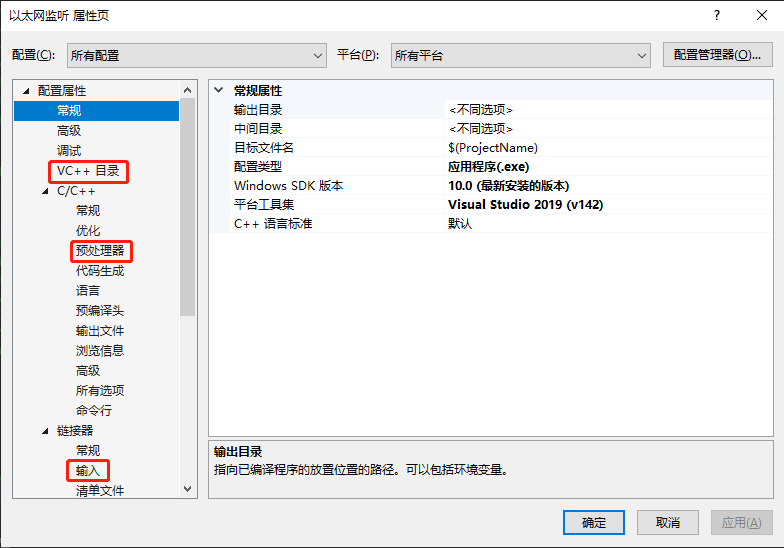 以太网监听 属性页
?
配置(C):
所有配置
平台(P):
所有平台
配置管理器(O)...
配置属性
常规
高级
调试
VC++ 目录
C/C++
常规
优化
预处理器
代码生成
语言
预编译头
输出文件
浏览信息
高级
所有选项
命令行
链接器
常规
输入
清单文件
常规属性
输出目录 <不同选项>
中间目录 <不同选项>
目标文件名 $(ProjectName)
配置类型 应用程序(.exe)
Windows SDK 版本 10.0 (最新安装的版本)
平台工具集 Visual Studio 2019 (v142)
C++ 语言标准 默认
输出目录
指向已编译程序的放置位置的路径。可以包括环境变量。
确定
取消
应用(A)